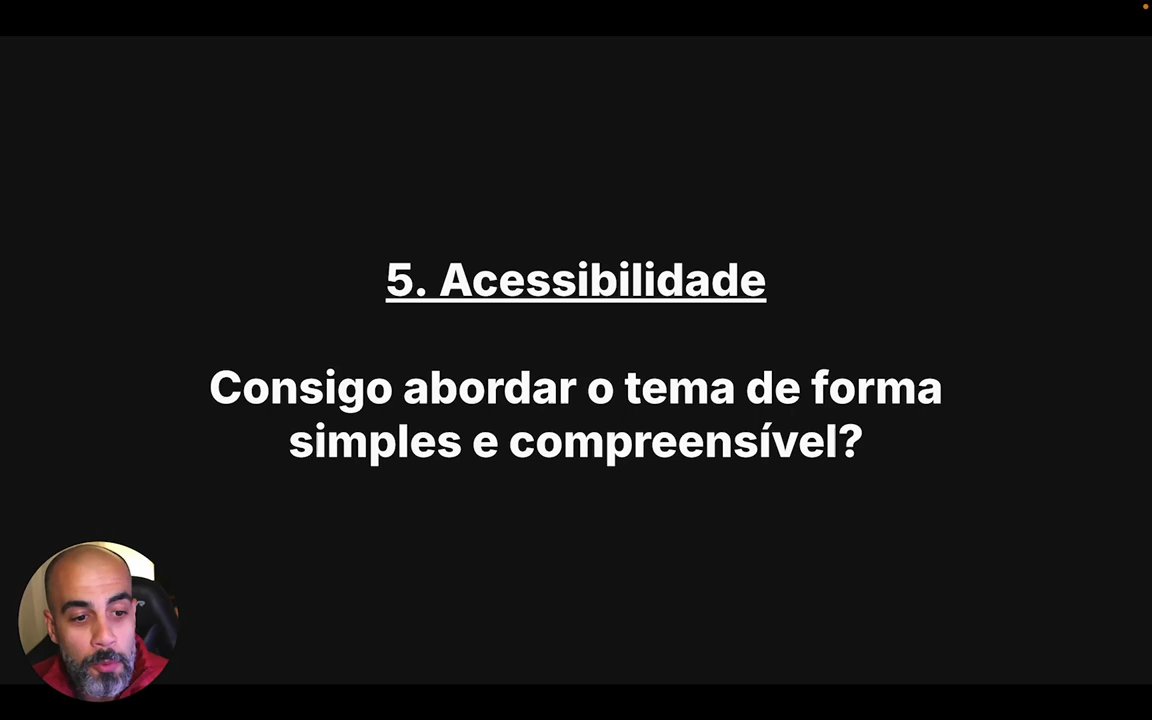 5. Acessibilidade
Consigo abordar o tema de forma
simples e compreensível?